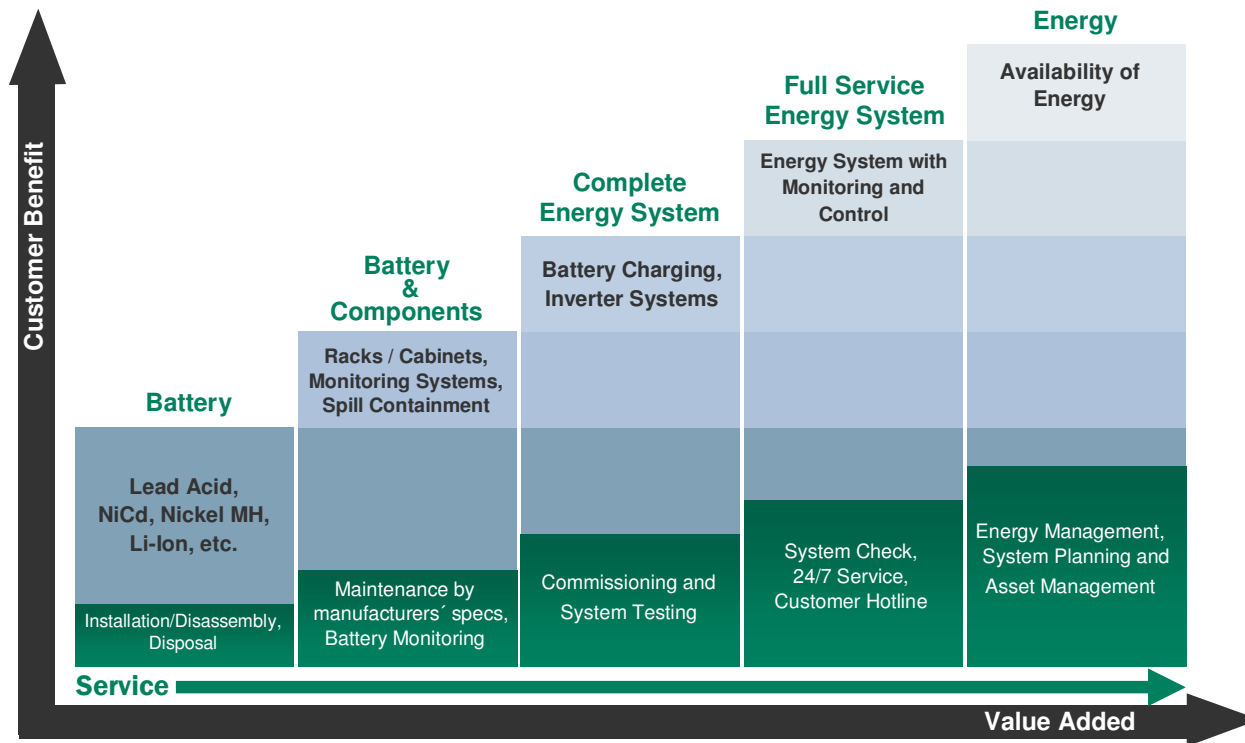 Customer Benefit
Battery
Lead Acid,
NiCd, Nickel MH,
Li-Ion, etc.
Installation/Disassembly,
Disposal
Battery
&
Components
Racks / Cabinets,
Monitoring Systems,
Spill Containment
Maintenance by
manufacturers´ specs,
Battery Monitoring
Complete
Energy System
Battery Charging,
Inverter Systems
Commissioning and
System Testing
Full Service
Energy System
Energy System with
Monitoring and
Control
System Check,
24/7 Service,
Customer Hotline
Energy
Availability of
Energy
Energy Management,
System Planning and
Asset Management
Service
Value Added